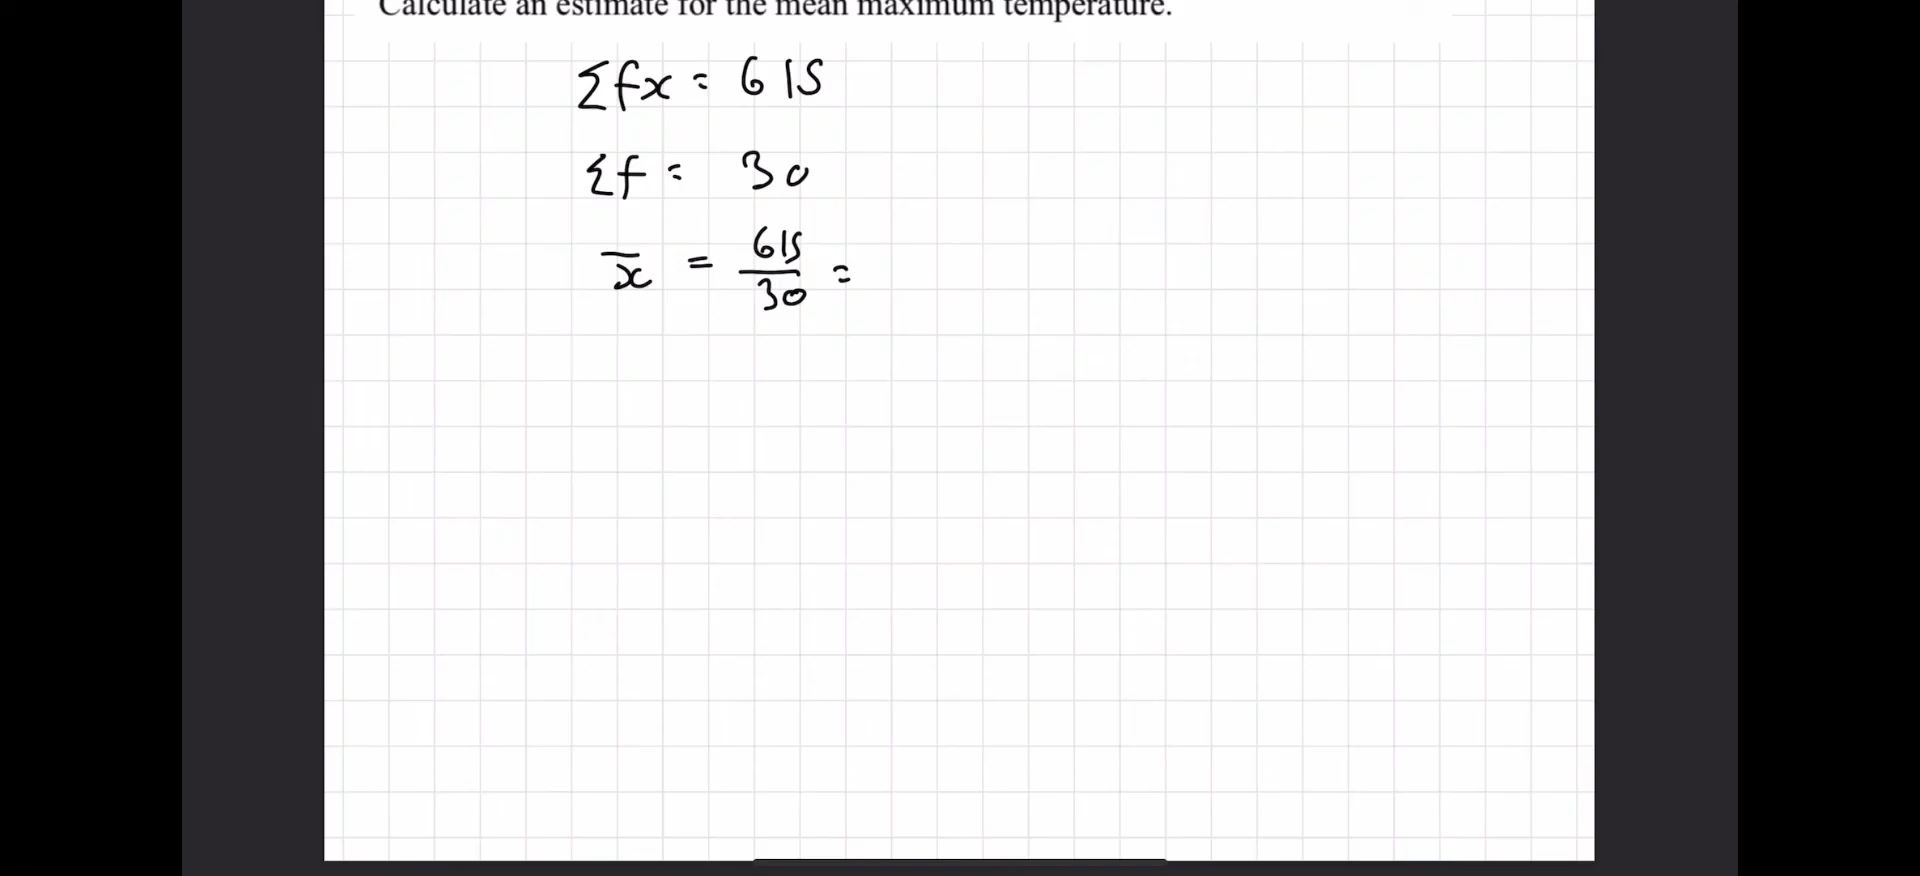 Calculate an estimate for the mean maximum temperature.
Σfx = 615
Σf = 30
x̄ = 615/30 =